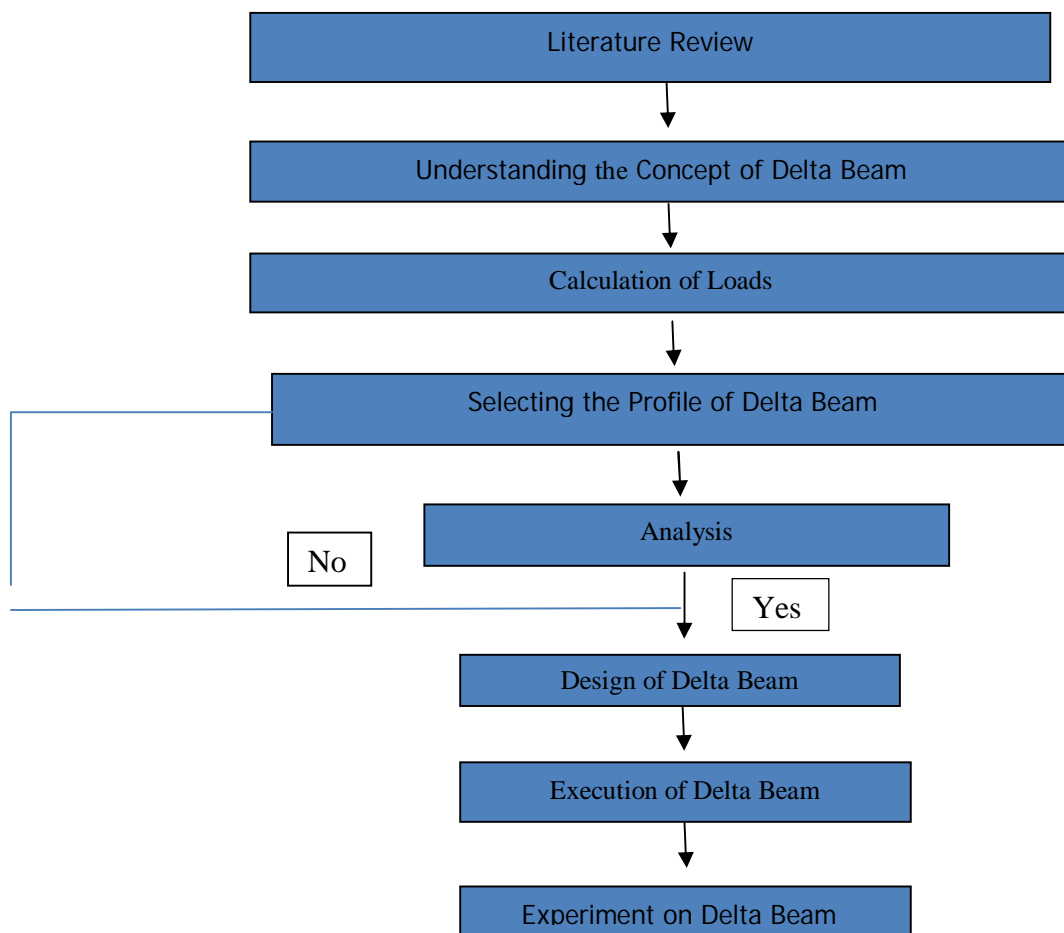 Literature Review
Understanding the Concept of Delta Beam
Calculation of Loads
Selecting the Profile of Delta Beam
Analysis
No
Yes
Design of Delta Beam
Execution of Delta Beam
Experiment on Delta Beam